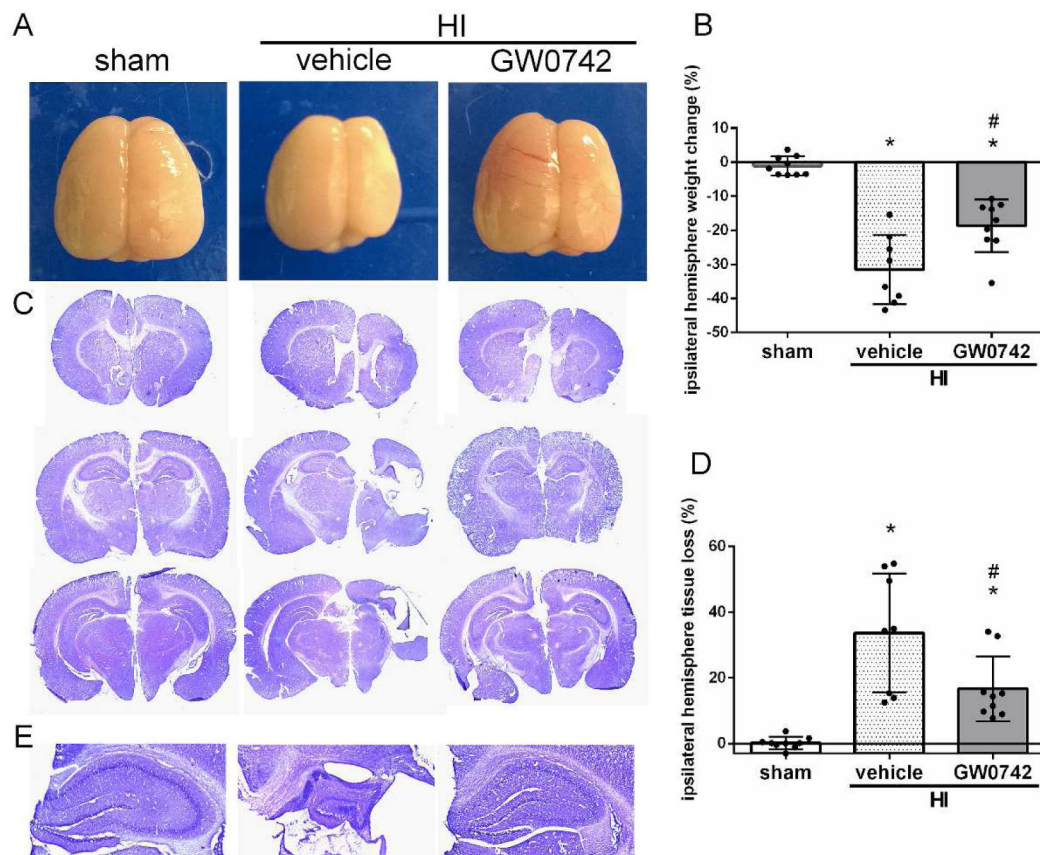 A
HI
sham vehicle GW0742
B
ipsilateral hemisphere weight change (%)
10
0
-10
-20
-30
-40
-50
*
#
*
sham vehicle GW0742
HI
C
D
ipsilateral hemisphere tissue loss (%)
60
40
20
0
*
#
*
sham vehicle GW0742
HI
E